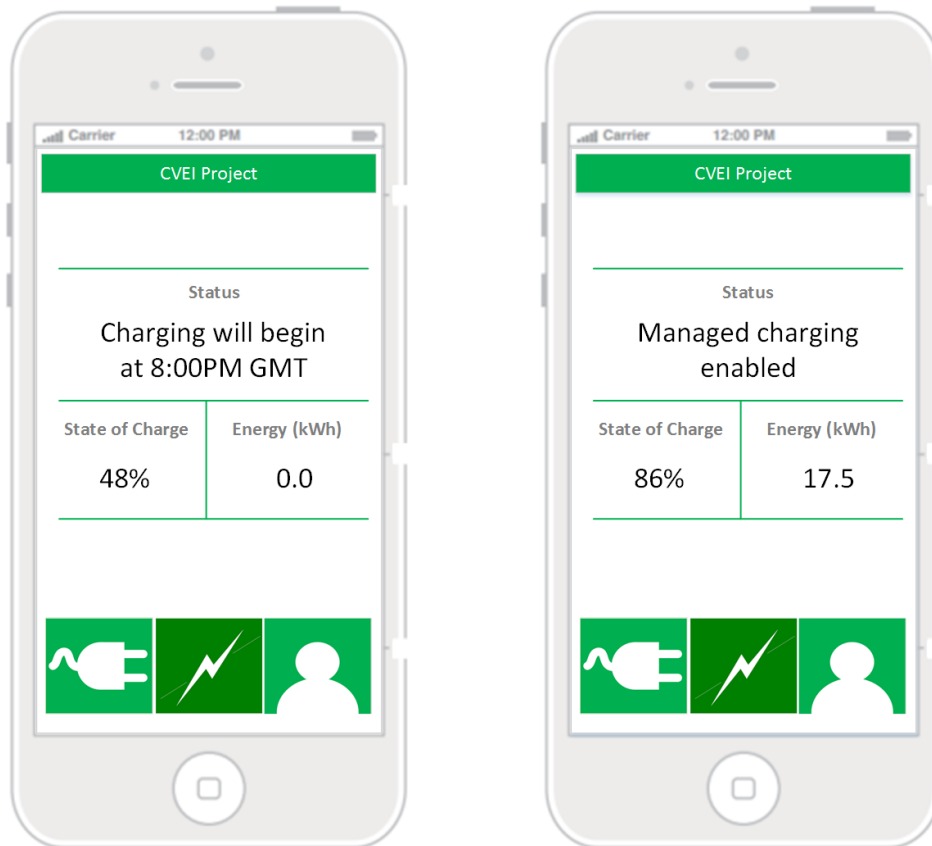 Carrier 12:00 PM
CVEI Project
Status
Charging will begin
at 8:00PM GMT
State of Charge Energy (kWh)
48% 0.0
Carrier 12:00 PM
CVEI Project
Status
Managed charging
enabled
State of Charge Energy (kWh)
86% 17.5